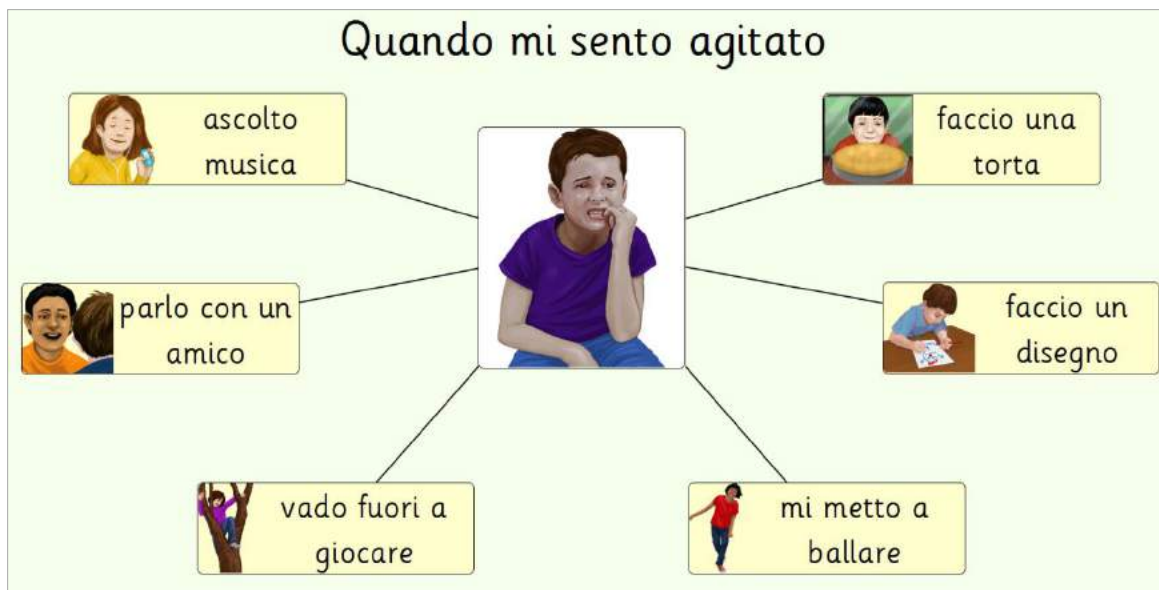 Quando mi sento agitato
ascolto
musica
faccio una
torta
parlo con un
amico
faccio un
disegno
vado fuori a
giocare
mi metto a
ballare